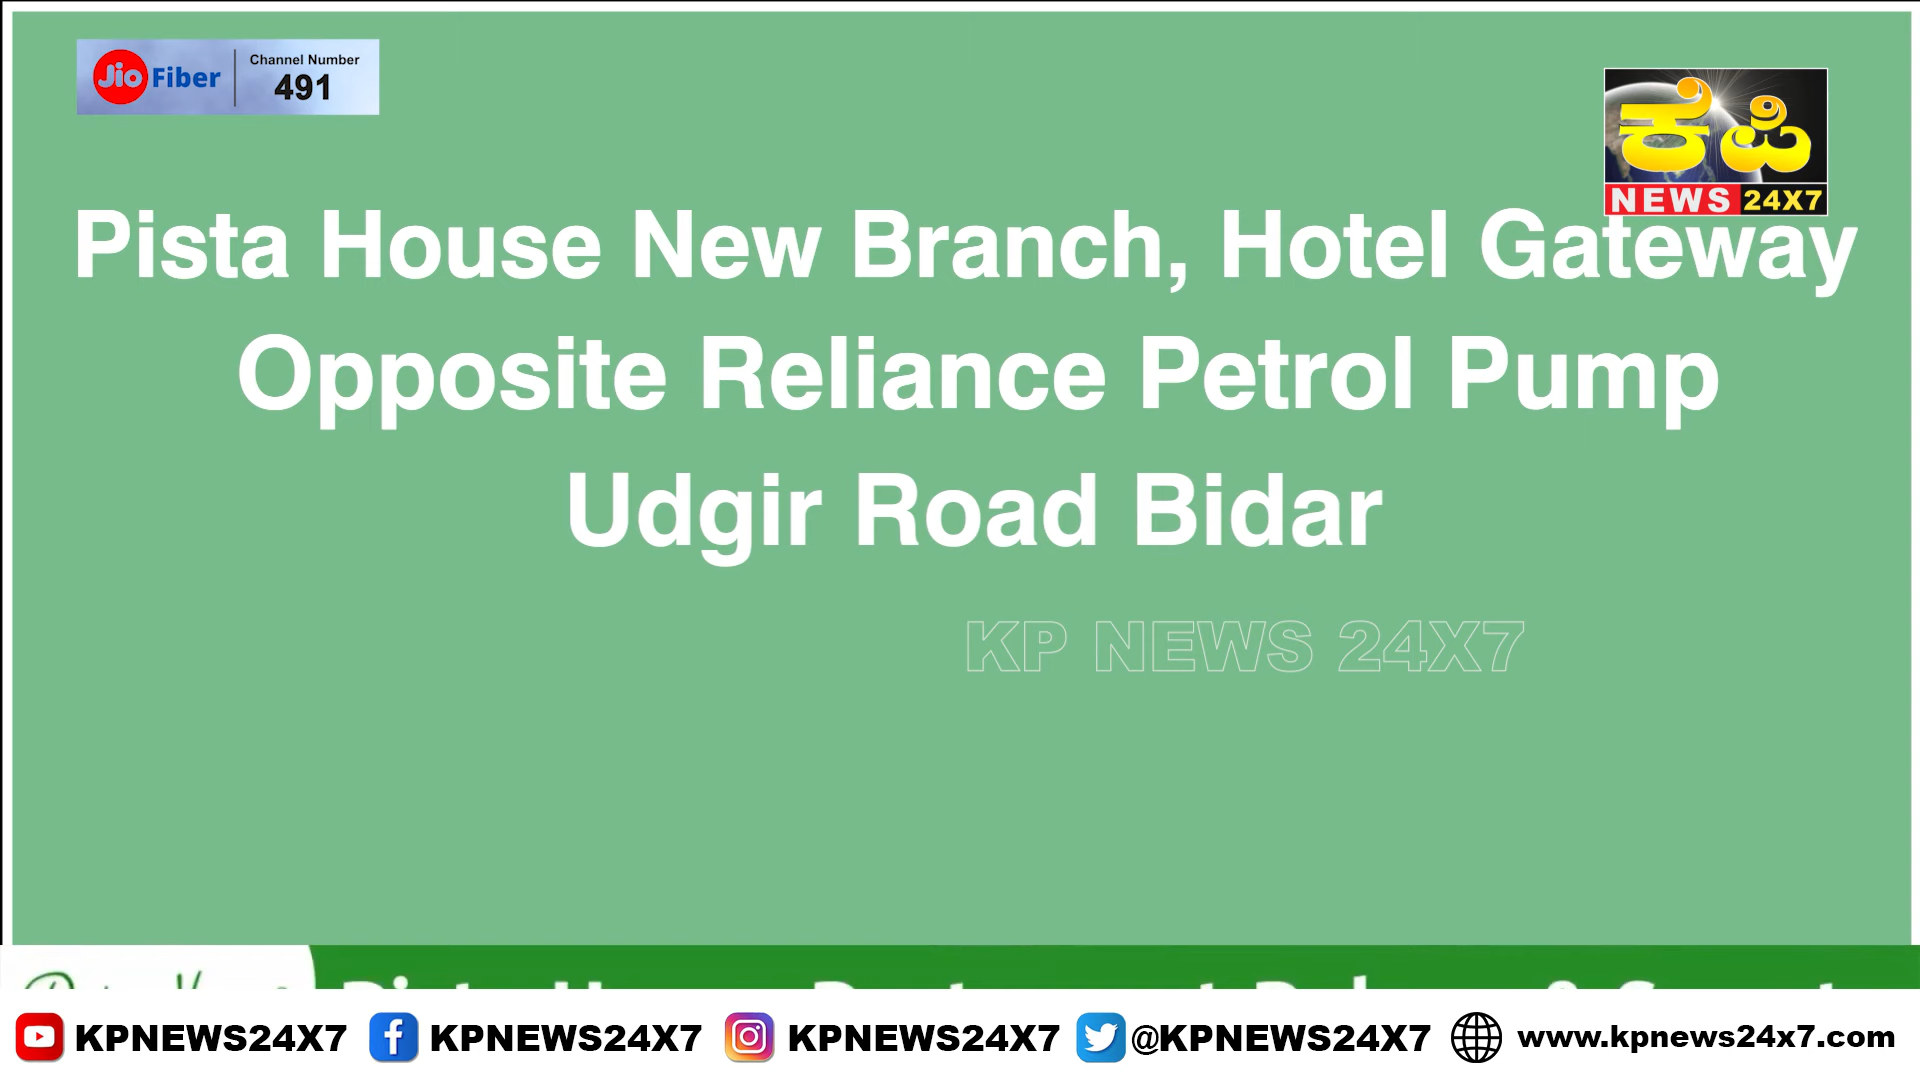 Jio Fiber
Channel Number
491
ಕೆಪಿ
NEWS 24X7
Pista House New Branch, Hotel Gateway
Opposite Reliance Petrol Pump
Udgir Road Bidar
KP NEWS 24X7
KPNEWS24X7 KPNEWS24X7 KPNEWS24X7 @KPNEWS24X7 www.kpnews24x7.com